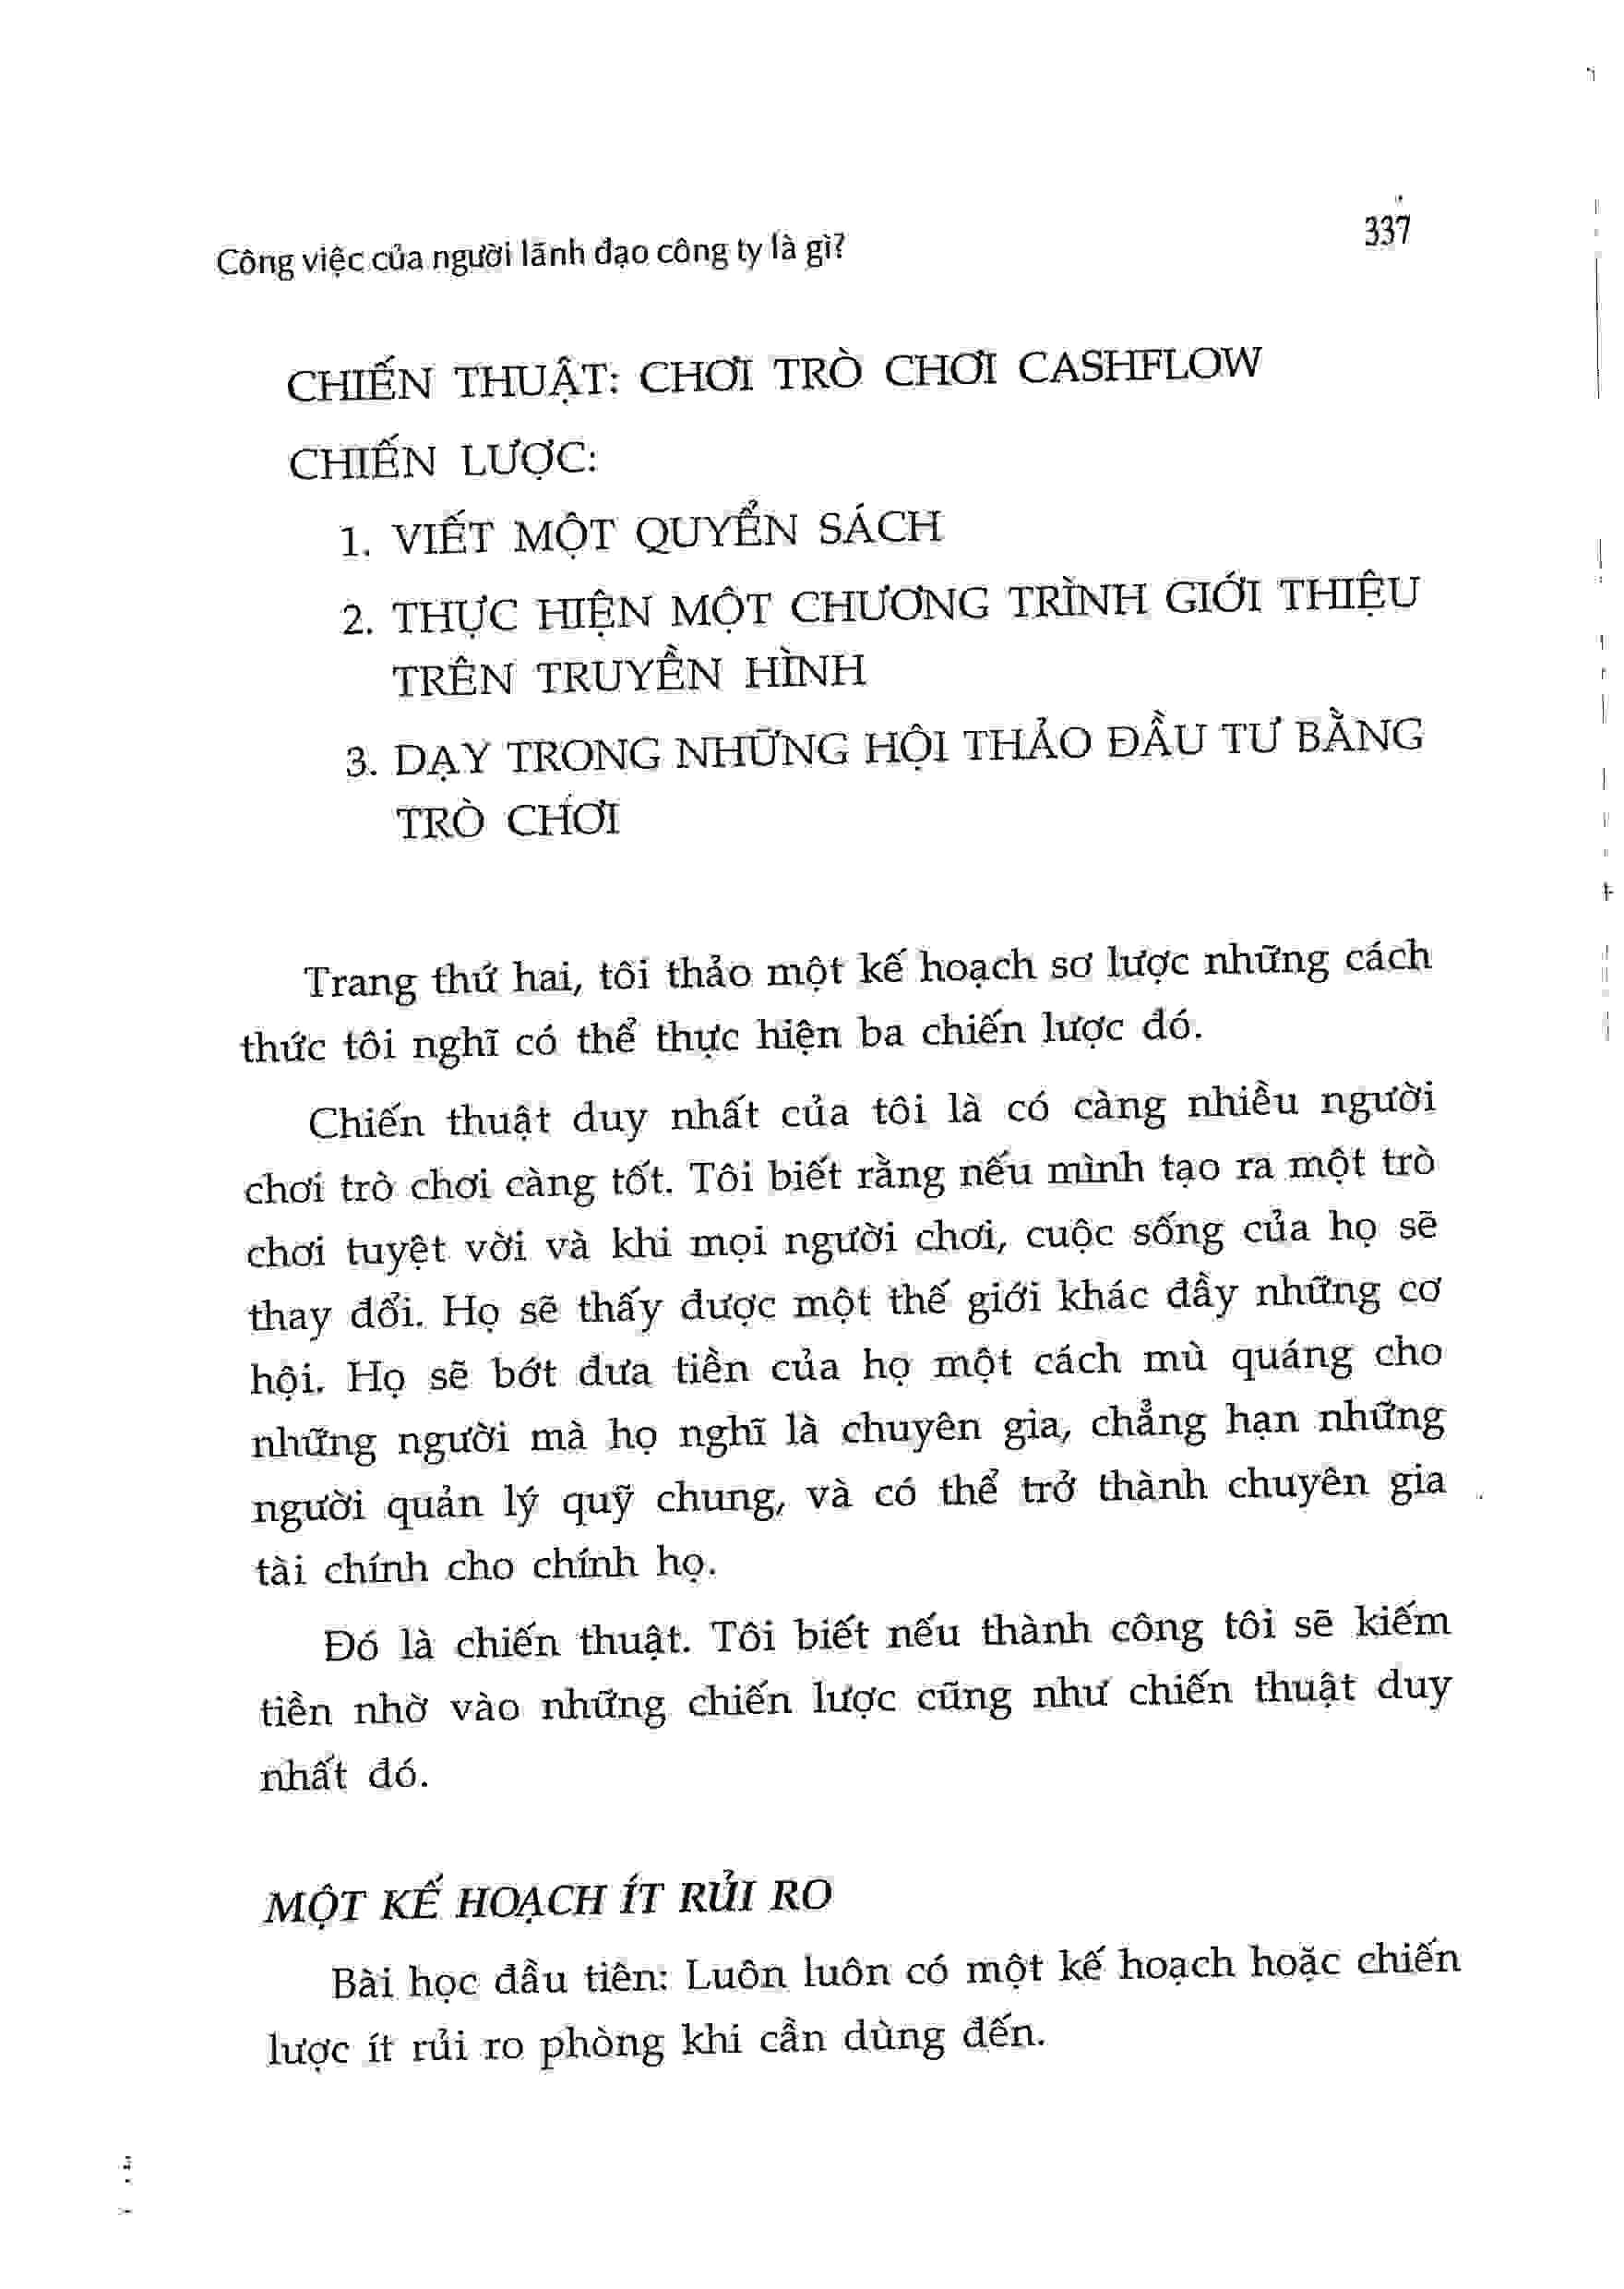 Công việc của người lãnh đạo công ty là gì?
337
CHIẾN THUẬT: CHƠI TRÒ CHƠI CASHFLOW
CHIẾN LƯỢC:
1. VIẾT MỘT QUYỂN SÁCH
2. THỰC HIỆN MỘT CHƯƠNG TRÌNH GIỚI THIỆU
TRÊN TRUYỀN HÌNH
3. DẠY TRONG NHỮNG HỘI THẢO ĐẦU TƯ BẰNG
TRÒ CHƠI
Trang thứ hai, tôi thảo một kế hoạch sơ lược những cách
thức tôi nghĩ có thể thực hiện ba chiến lược đó.
Chiến thuật duy nhất của tôi là có càng nhiều người
chơi trò chơi càng tốt. Tôi biết rằng nếu mình tạo ra một trò
chơi tuyệt vời và khi mọi người chơi, cuộc sống của họ sẽ
thay đổi. Họ sẽ thấy được một thế giới khác đầy những cơ
hội. Họ sẽ bớt đưa tiền của họ một cách mù quáng cho
những người mà họ nghĩ là chuyên gia, chẳng hạn những
người quản lý quỹ chung, và có thể trở thành chuyên gia
tài chính cho chính họ.
Đó là chiến thuật. Tôi biết nếu thành công tôi sẽ kiếm
tiền nhờ vào những chiến lược cũng như chiến thuật duy
nhất đó.
MỘT KẾ HOẠCH ÍT RỦI RO
Bài học đầu tiên: Luôn luôn có một kế hoạch hoặc chiến
lược ít rủi ro phòng khi cần dùng đến.